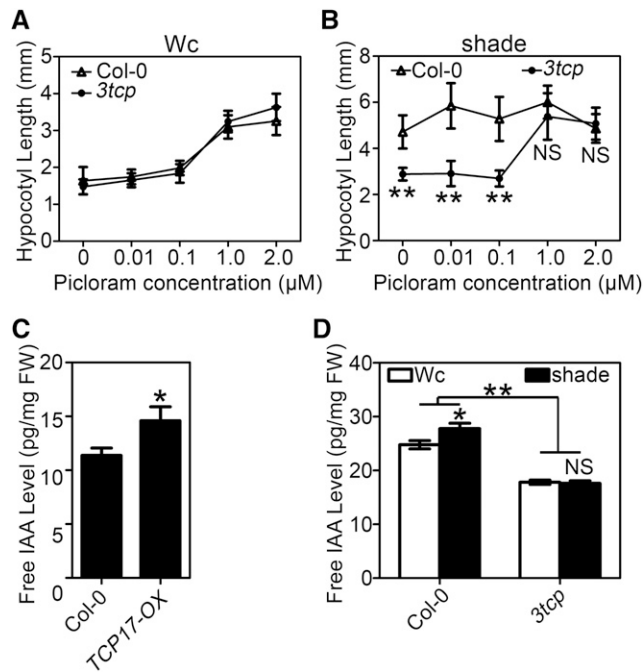 A
Wc
Hypocotyl Length (mm)
5
4
3
2
1
0
Col-0
3tcp
0 0.01 0.1 1.0 2.0
Picloram concentration (µM)
B
shade
Hypocotyl Length (mm)
8
6
4
2
0
Col-0 3tcp
** ** ** NS NS
0 0.01 0.1 1.0 2.0
Picloram concentration (µM)
C
Free IAA Level (pg/mg FW)
20
15
10
5
0
*
Col-0 TCP17-OX
D
Free IAA Level (pg/mg FW)
40
30
20
10
0
Wc shade
**
*
NS
Col-0 3tcp